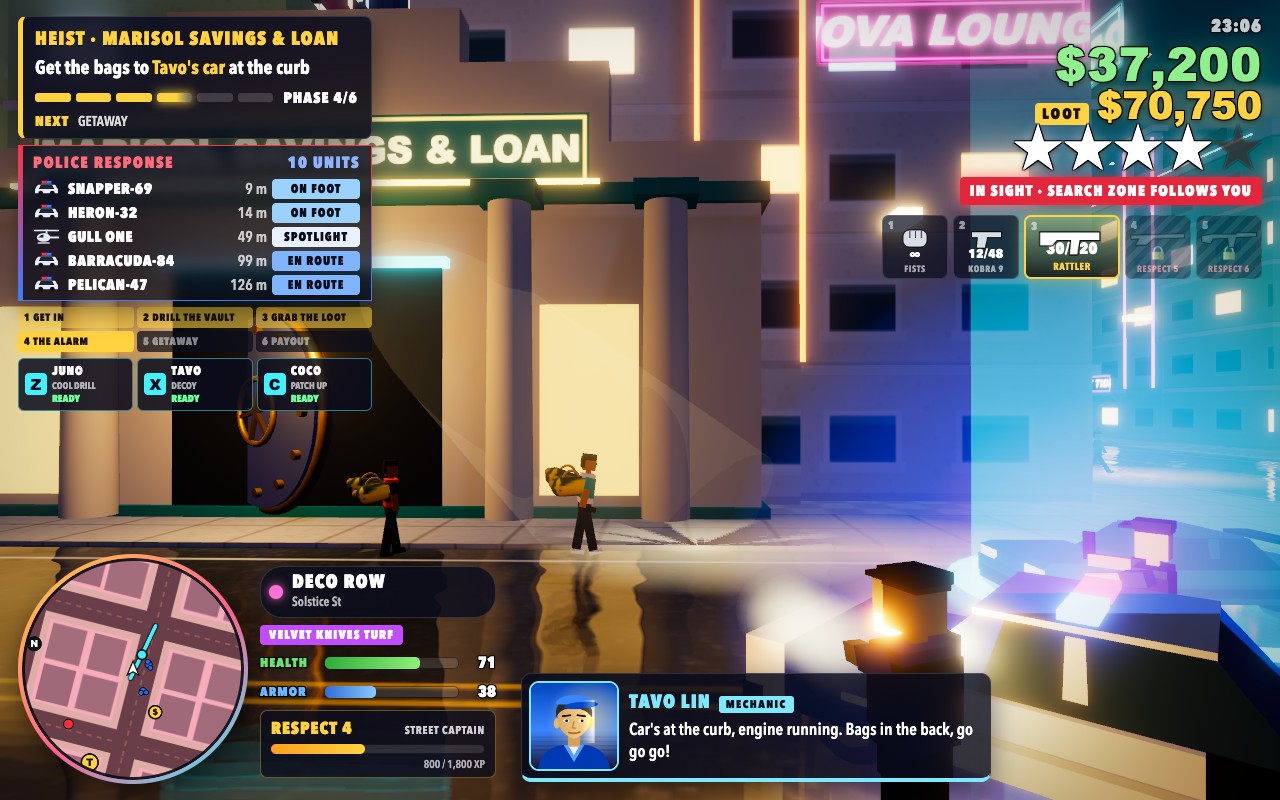 HEIST · MARISOL SAVINGS & LOAN
Get the bags to Tavo's car at the curb
PHASE 4/6
NEXT GETAWAY
POLICE RESPONSE 10 UNITS
SNAPPER-69 9 m ON FOOT
HERON-32 14 m ON FOOT
GULL ONE 49 m SPOTLIGHT
BARRACUDA-84 99 m EN ROUTE
PELICAN-47 126 m EN ROUTE
1 GET IN 2 DRILL THE VAULT 3 GRAB THE LOOT
4 THE ALARM 5 GETAWAY 6 PAYOUT
Z JUNO COOL DRILL READY
X TAVO DECOY READY
C COCO PATCH UP READY
GS & LOAN
OVA LOUNG
23:06
$37,200
LOOT $70,750
IN SIGHT · SEARCH ZONE FOLLOWS YOU
1 ∞ FISTS
2 12/48 KOBRA 9
3 30/120 RATTLER
4 RESPECT 5
5 RESPECT 6
N
$
T
DECO ROW
Solstice St
VELVET KNIVES TURF
HEALTH 71
ARMOR 38
RESPECT 4 STREET CAPTAIN
800 / 1,800 XP
TAVO LIN MECHANIC
Car's at the curb, engine running. Bags in the back, go
go go!